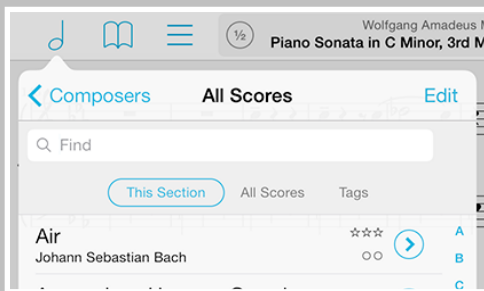 ½
Wolfgang Amadeus
Piano Sonata in C Minor, 3rd
Composers
All Scores
Edit
Find
This Section
All Scores
Tags
Air
Johann Sebastian Bach
A
B
C